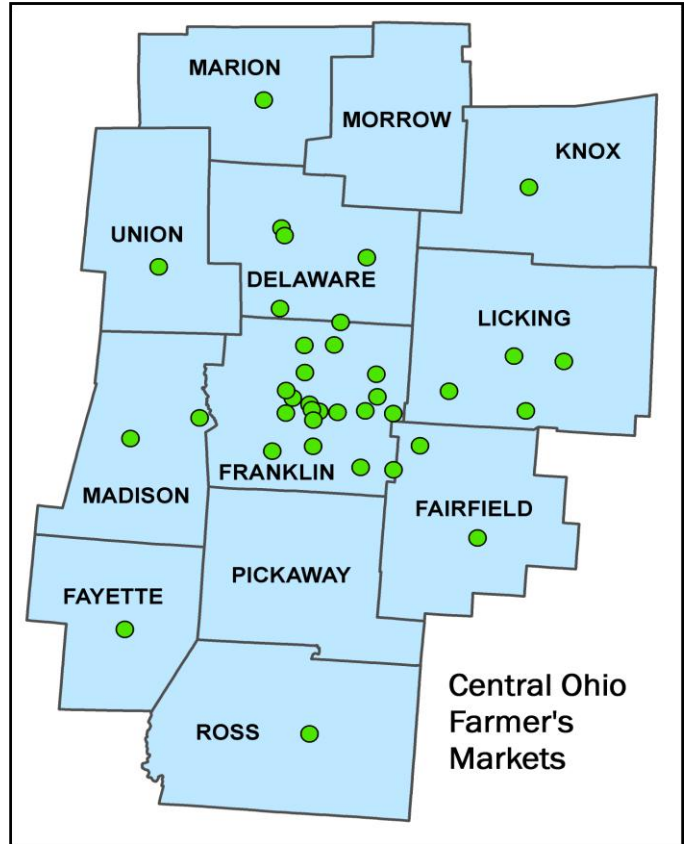 MARION
MORROW
KNOX
UNION
DELAWARE
LICKING
FRANKLIN
MADISON
FAIRFIELD
PICKAWAY
FAYETTE
ROSS
Central Ohio
Farmer's
Markets